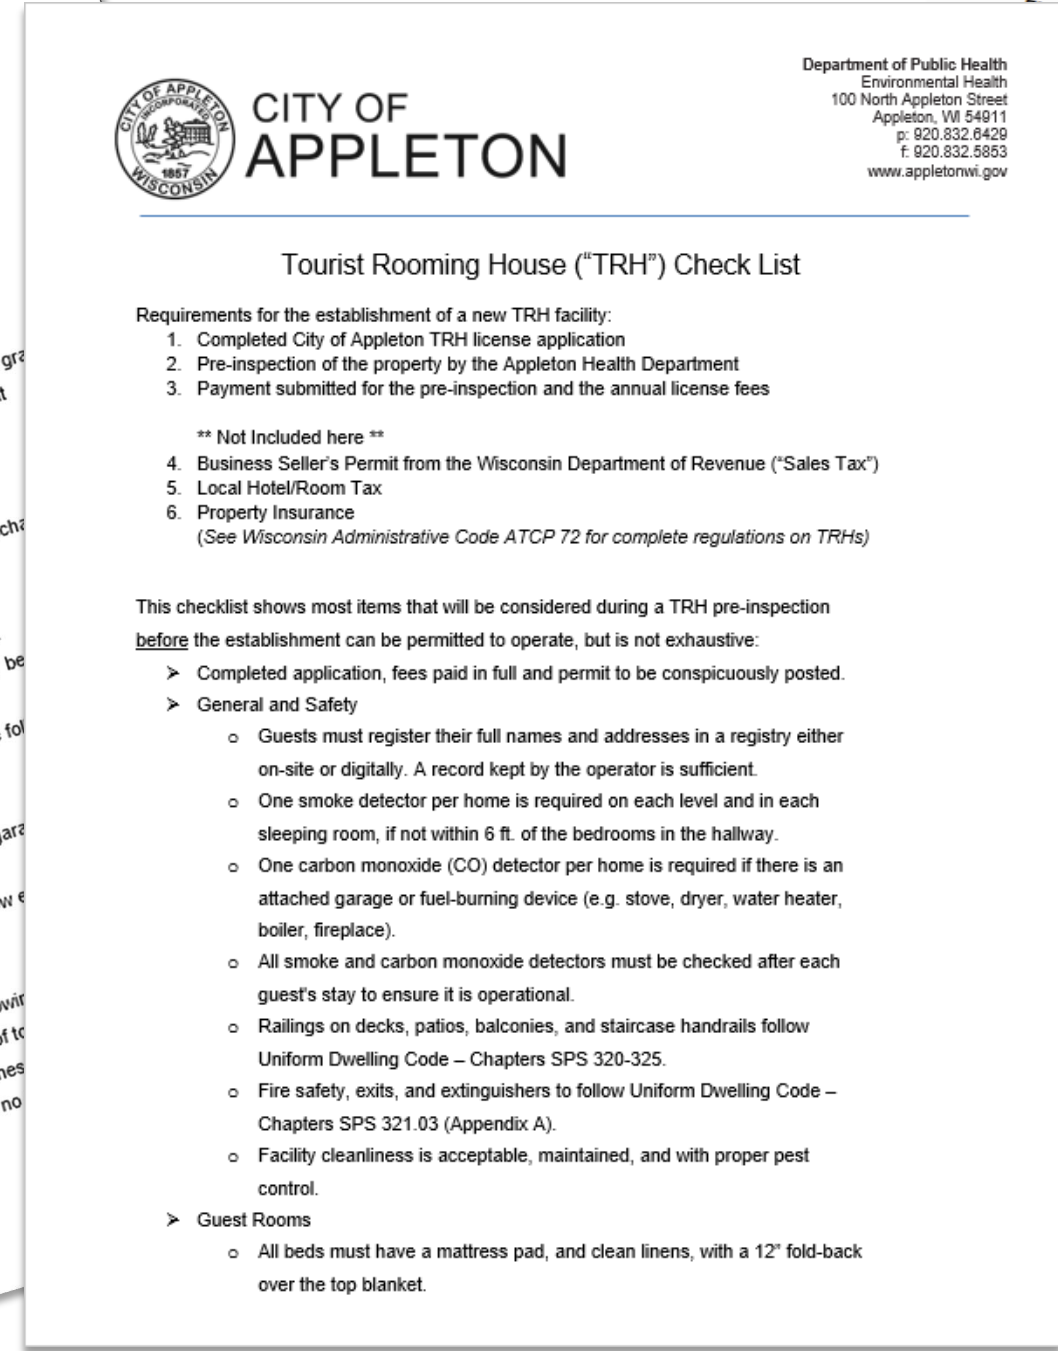 Department of Public Health
Environmental Health
100 North Appleton Street
Appleton, WI 54911
p: 920.832.6429
f: 920.832.5853
www.appletonwi.gov
CITY OF APPLETON
INCORPORATED
1857
WISCONSIN
CITY OF
APPLETON
Tourist Rooming House (“TRH”) Check List
Requirements for the establishment of a new TRH facility:
1. Completed City of Appleton TRH license application
2. Pre-inspection of the property by the Appleton Health Department
3. Payment submitted for the pre-inspection and the annual license fees
** Not Included here **
4. Business Seller’s Permit from the Wisconsin Department of Revenue (“Sales Tax”)
5. Local Hotel/Room Tax
6. Property Insurance
(See Wisconsin Administrative Code ATCP 72 for complete regulations on TRHs)
This checklist shows most items that will be considered during a TRH pre-inspection
before the establishment can be permitted to operate, but is not exhaustive:
➢ Completed application, fees paid in full and permit to be conspicuously posted.
➢ General and Safety
o Guests must register their full names and addresses in a registry either
on-site or digitally. A record kept by the operator is sufficient.
o One smoke detector per home is required on each level and in each
sleeping room, if not within 6 ft. of the bedrooms in the hallway.
o One carbon monoxide (CO) detector per home is required if there is an
attached garage or fuel-burning device (e.g. stove, dryer, water heater,
boiler, fireplace).
o All smoke and carbon monoxide detectors must be checked after each
guest's stay to ensure it is operational.
o Railings on decks, patios, balconies, and staircase handrails follow
Uniform Dwelling Code – Chapters SPS 320-325.
o Fire safety, exits, and extinguishers to follow Uniform Dwelling Code –
Chapters SPS 321.03 (Appendix A).
o Facility cleanliness is acceptable, maintained, and with proper pest
control.
➢ Guest Rooms
o All beds must have a mattress pad, and clean linens, with a 12” fold-back
over the top blanket.